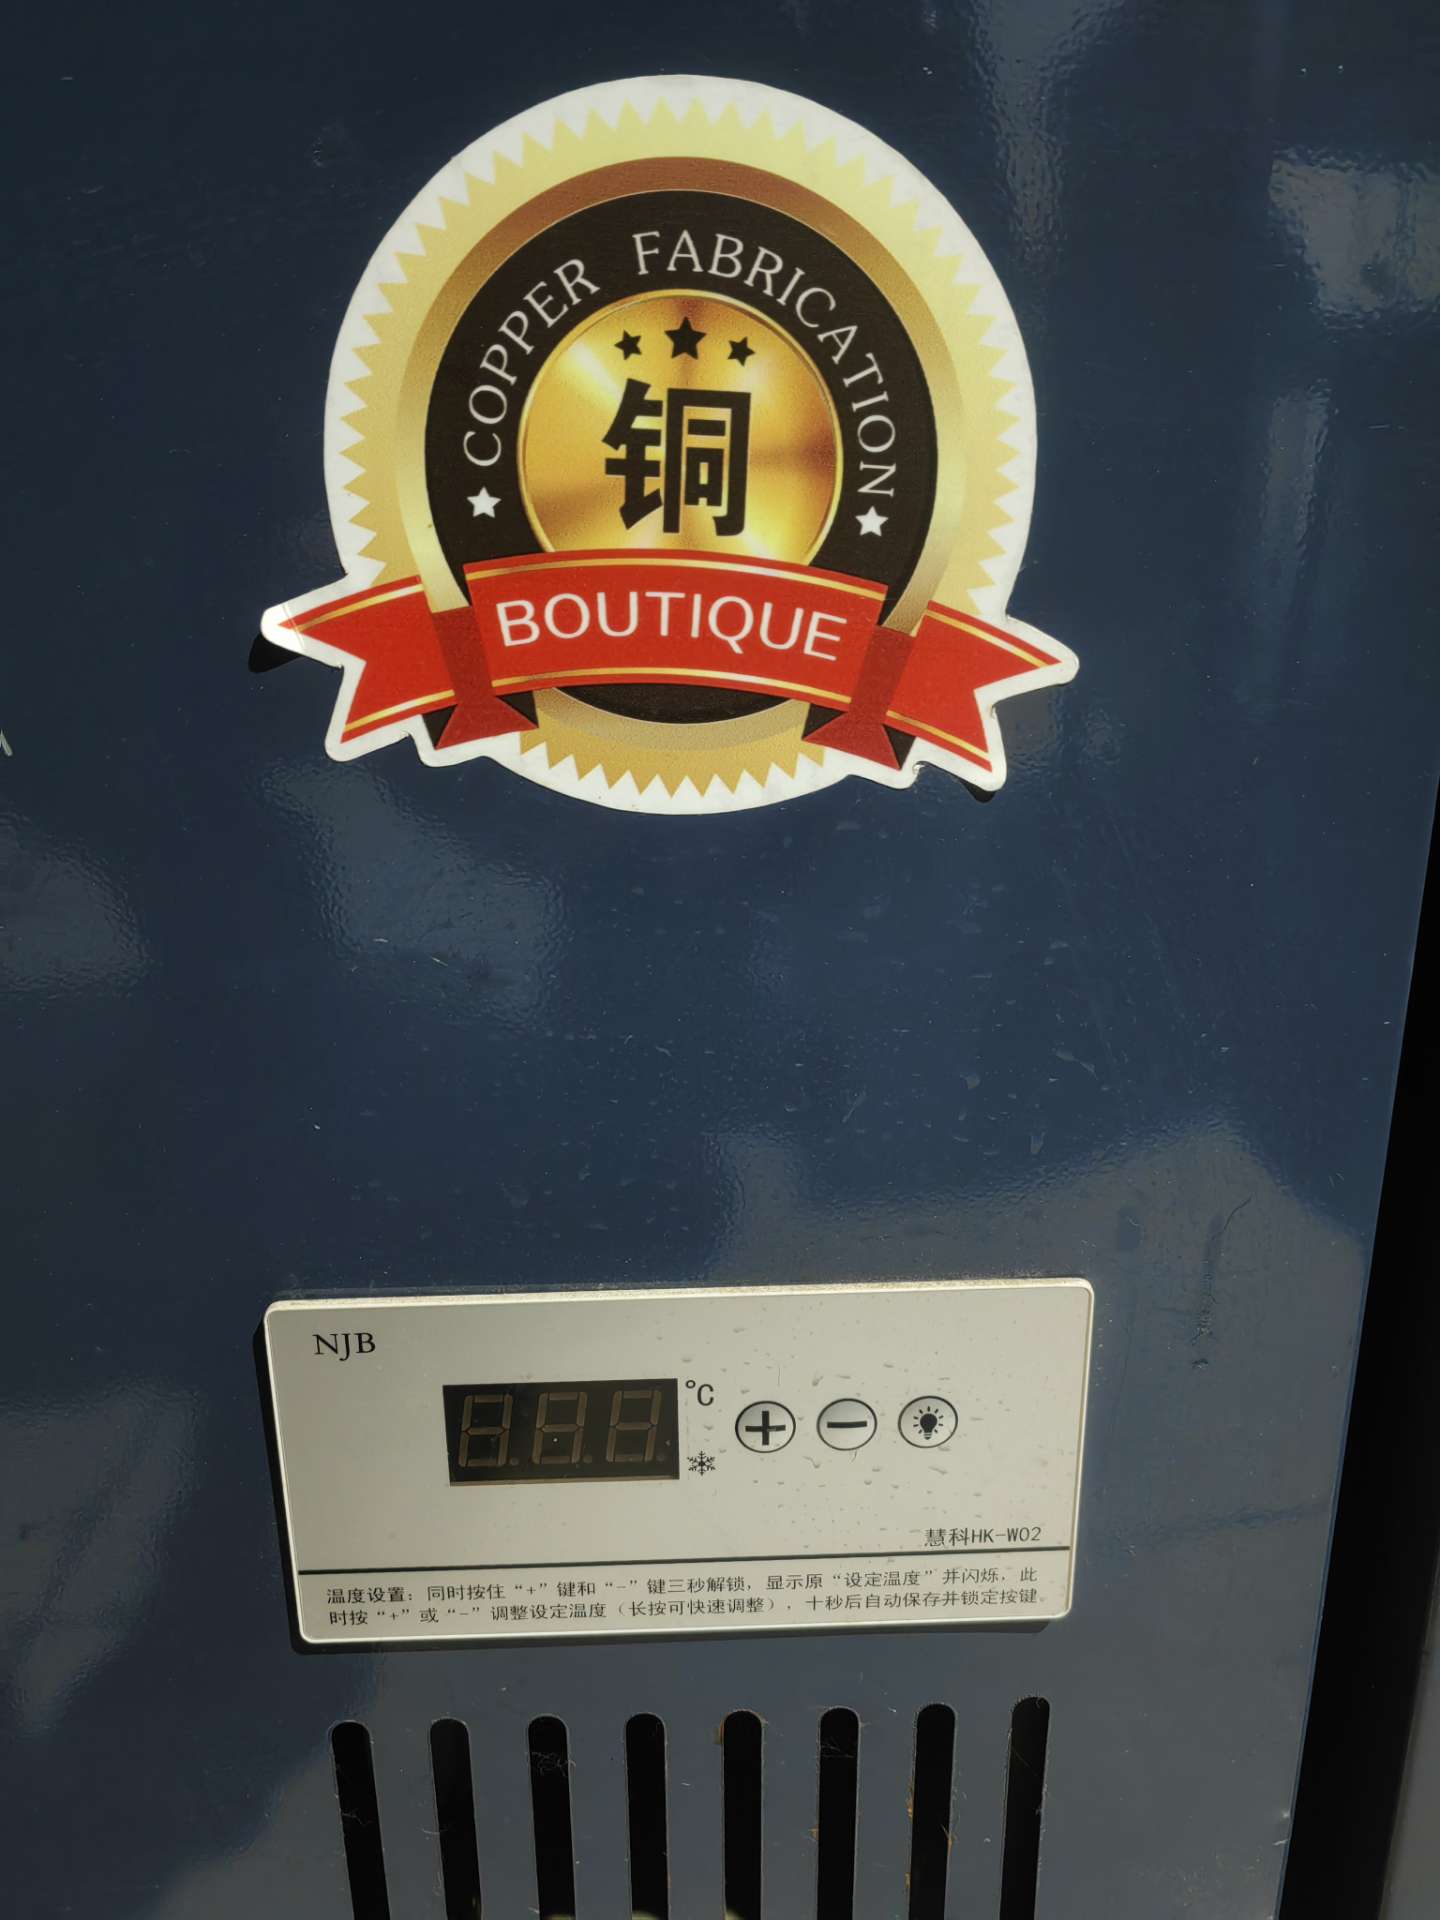 COPPER FABRICATION
铜
BOUTIQUE
NJB
℃
慧科HK-W02
温度设置：同时按住“+”键和“-”键三秒解锁，显示原“设定温度”并闪烁，此
时按“+”或“-”调整设定温度（长按可快速调整），十秒后自动保存并锁定按键。